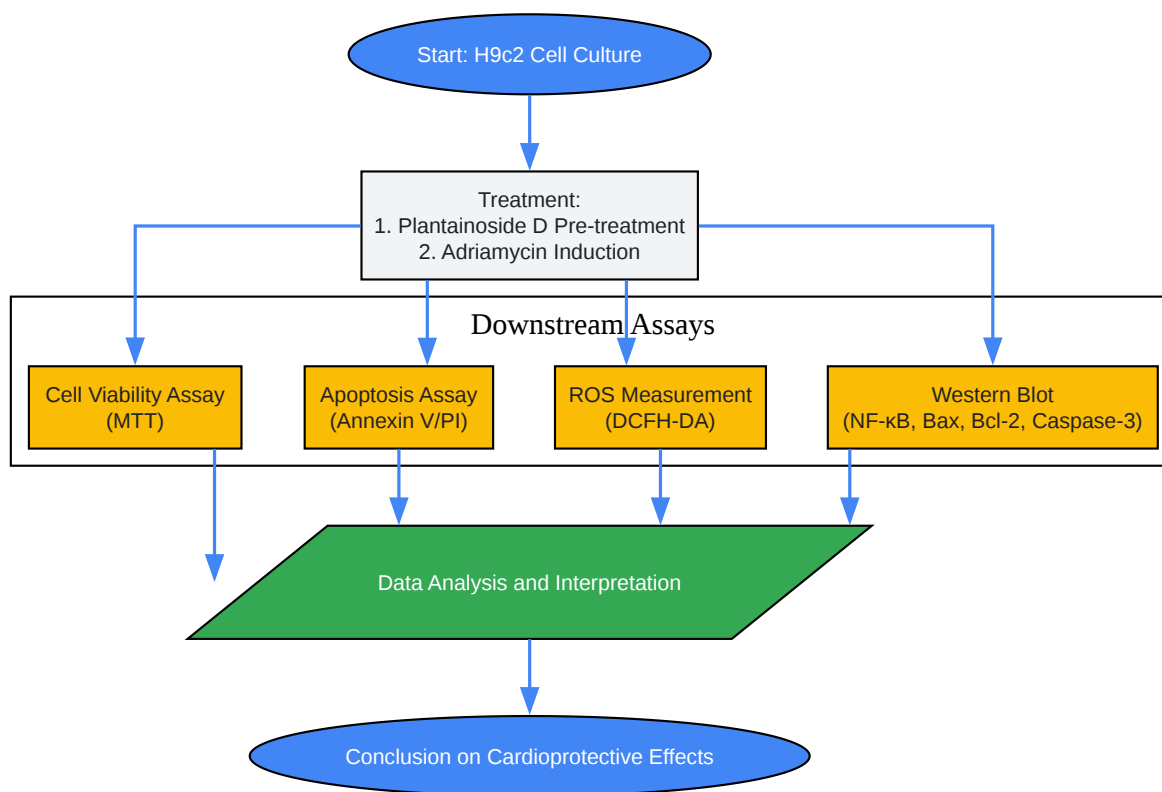 Start: H9c2 Cell Culture
Treatment:
1. Plantainoside D Pre-treatment
2. Adriamycin Induction
Downstream Assays
Cell Viability Assay
(MTT)
Apoptosis Assay
(Annexin V/PI)
ROS Measurement
(DCFH-DA)
Western Blot
(NF-κB, Bax, Bcl-2, Caspase-3)
Data Analysis and Interpretation
Conclusion on Cardioprotective Effects